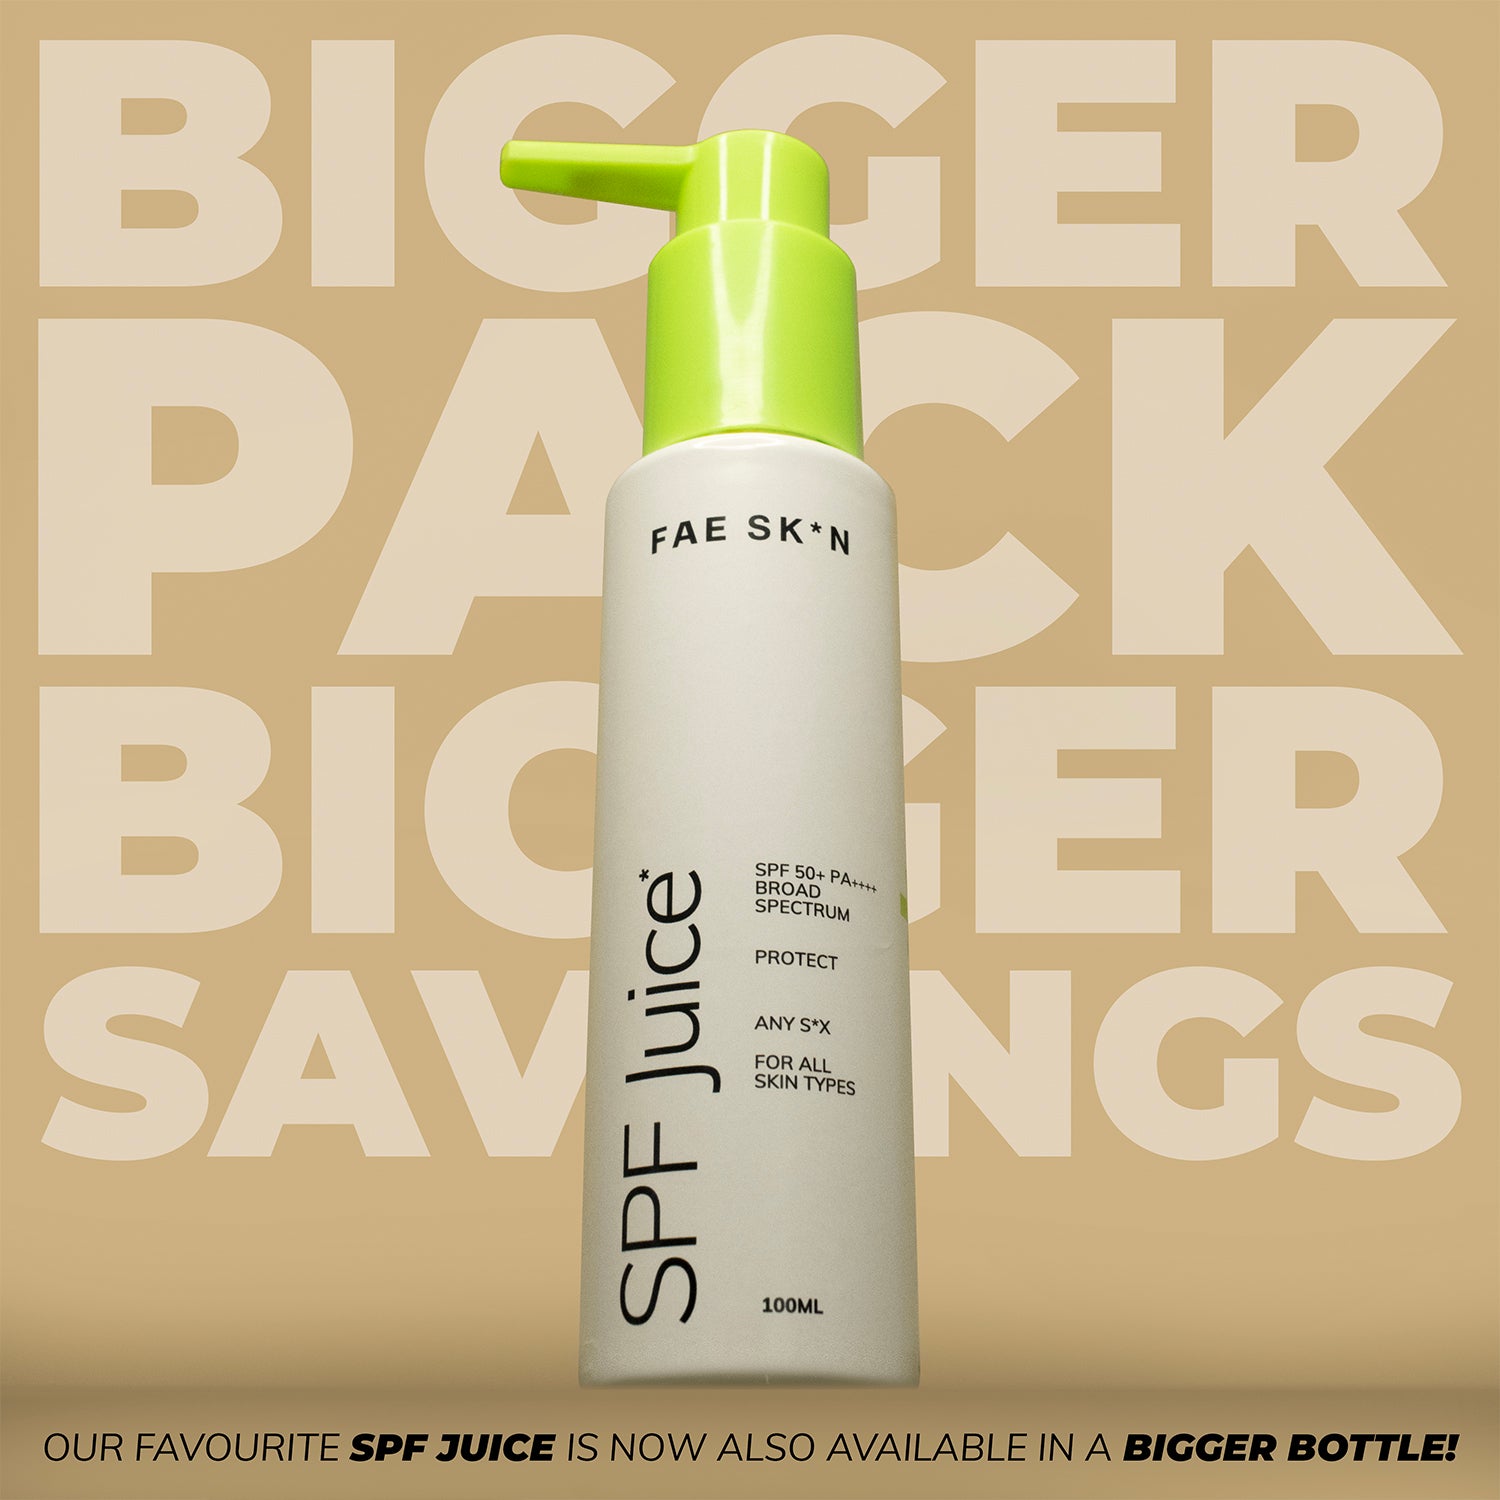 BIGGER
PACK
BIGGER
SAVINGS
FAE SK*N
SPF Juice*
SPF 50+ PA++++
BROAD
SPECTRUM
PROTECT
ANY S*X
FOR ALL
SKIN TYPES
100ML
OUR FAVOURITE SPF JUICE IS NOW ALSO AVAILABLE IN A BIGGER BOTTLE!